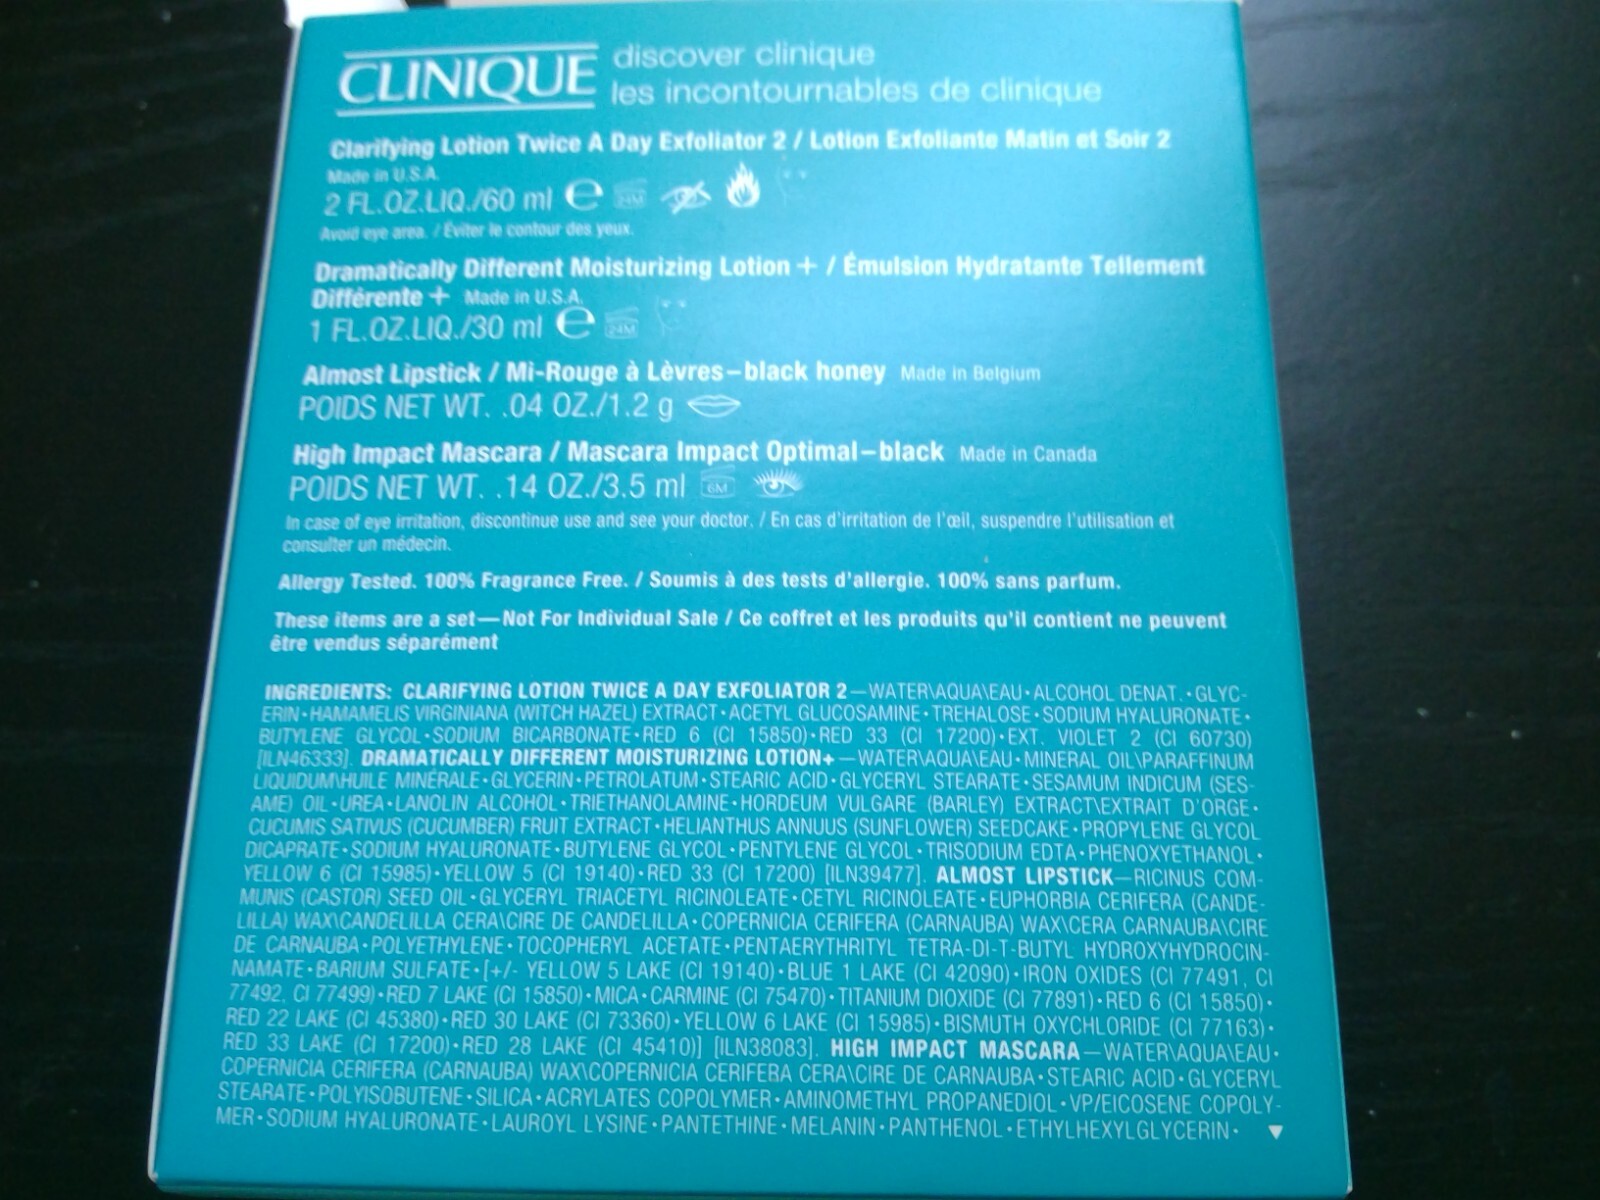 CLINIQUE discover clinique
les incontournables de clinique
Clarifying Lotion Twice A Day Exfoliator 2 / Lotion Exfoliante Matin et Soir 2
Made in U.S.A.
2 FL.OZ.LIQ./60 ml ℮ 24M
Avoid eye area. / Éviter le contour des yeux.
Dramatically Different Moisturizing Lotion + / Émulsion Hydratante Tellement
Différente + Made in U.S.A.
1 FL.OZ.LIQ./30 ml ℮ 24M
Almost Lipstick / Mi-Rouge à Lèvres–black honey Made in Belgium
POIDS NET WT. .04 OZ./1.2 g
High Impact Mascara / Mascara Impact Optimal–black Made in Canada
POIDS NET WT. .14 OZ./3.5 ml 6M
In case of eye irritation, discontinue use and see your doctor. / En cas d'irritation de l'œil, suspendre l'utilisation et
consulter un médecin.
Allergy Tested. 100% Fragrance Free. / Soumis à des tests d'allergie. 100% sans parfum.
These items are a set—Not For Individual Sale / Ce coffret et les produits qu'il contient ne peuvent
être vendus séparément
INGREDIENTS: CLARIFYING LOTION TWICE A DAY EXFOLIATOR 2—WATER\AQUA\EAU•ALCOHOL DENAT.•GLYC-
ERIN•HAMAMELIS VIRGINIANA (WITCH HAZEL) EXTRACT•ACETYL GLUCOSAMINE•TREHALOSE•SODIUM HYALURONATE•
BUTYLENE GLYCOL•SODIUM BICARBONATE•RED 6 (CI 15850)•RED 33 (CI 17200)•EXT. VIOLET 2 (CI 60730)
[ILN46333]. DRAMATICALLY DIFFERENT MOISTURIZING LOTION+—WATER\AQUA\EAU•MINERAL OIL\PARAFFINUM
LIQUIDUM\HUILE MINÉRALE•GLYCERIN•PETROLATUM•STEARIC ACID•GLYCERYL STEARATE•SESAMUM INDICUM (SES-
AME) OIL•UREA•LANOLIN ALCOHOL•TRIETHANOLAMINE•HORDEUM VULGARE (BARLEY) EXTRACT\EXTRAIT D'ORGE•
CUCUMIS SATIVUS (CUCUMBER) FRUIT EXTRACT•HELIANTHUS ANNUUS (SUNFLOWER) SEEDCAKE•PROPYLENE GLYCOL
DICAPRATE•SODIUM HYALURONATE•BUTYLENE GLYCOL•PENTYLENE GLYCOL•TRISODIUM EDTA•PHENOXYETHANOL•
YELLOW 6 (CI 15985)•YELLOW 5 (CI 19140)•RED 33 (CI 17200) [ILN39477]. ALMOST LIPSTICK—RICINUS COM-
MUNIS (CASTOR) SEED OIL•GLYCERYL TRIACETYL RICINOLEATE•CETYL RICINOLEATE•EUPHORBIA CERIFERA (CANDE-
LILLA) WAX\CANDELILLA CERA\CIRE DE CANDELILLA•COPERNICIA CERIFERA (CARNAUBA) WAX\CERA CARNAUBA\CIRE
DE CARNAUBA•POLYETHYLENE•TOCOPHERYL ACETATE•PENTAERYTHRITYL TETRA-DI-T-BUTYL HYDROXYHYDROCIN-
NAMATE•BARIUM SULFATE•[+/- YELLOW 5 LAKE (CI 19140)•BLUE 1 LAKE (CI 42090)•IRON OXIDES (CI 77491, CI
77492, CI 77499)•RED 7 LAKE (CI 15850)•MICA•CARMINE (CI 75470)•TITANIUM DIOXIDE (CI 77891)•RED 6 (CI 15850)•
RED 22 LAKE (CI 45380)•RED 30 LAKE (CI 73360)•YELLOW 6 LAKE (CI 15985)•BISMUTH OXYCHLORIDE (CI 77163)•
RED 33 LAKE (CI 17200)•RED 28 LAKE (CI 45410)] [ILN38083]. HIGH IMPACT MASCARA—WATER\AQUA\EAU•
COPERNICIA CERIFERA (CARNAUBA) WAX\COPERNICIA CERIFERA CERA\CIRE DE CARNAUBA•STEARIC ACID•GLYCERYL
STEARATE•POLYISOBUTENE•SILICA•ACRYLATES COPOLYMER•AMINOMETHYL PROPANEDIOL•VP/EICOSENE COPOLY-
MER•SODIUM HYALURONATE•LAUROYL LYSINE•PANTETHINE•MELANIN•PANTHENOL•ETHYLHEXYLGLYCERIN•